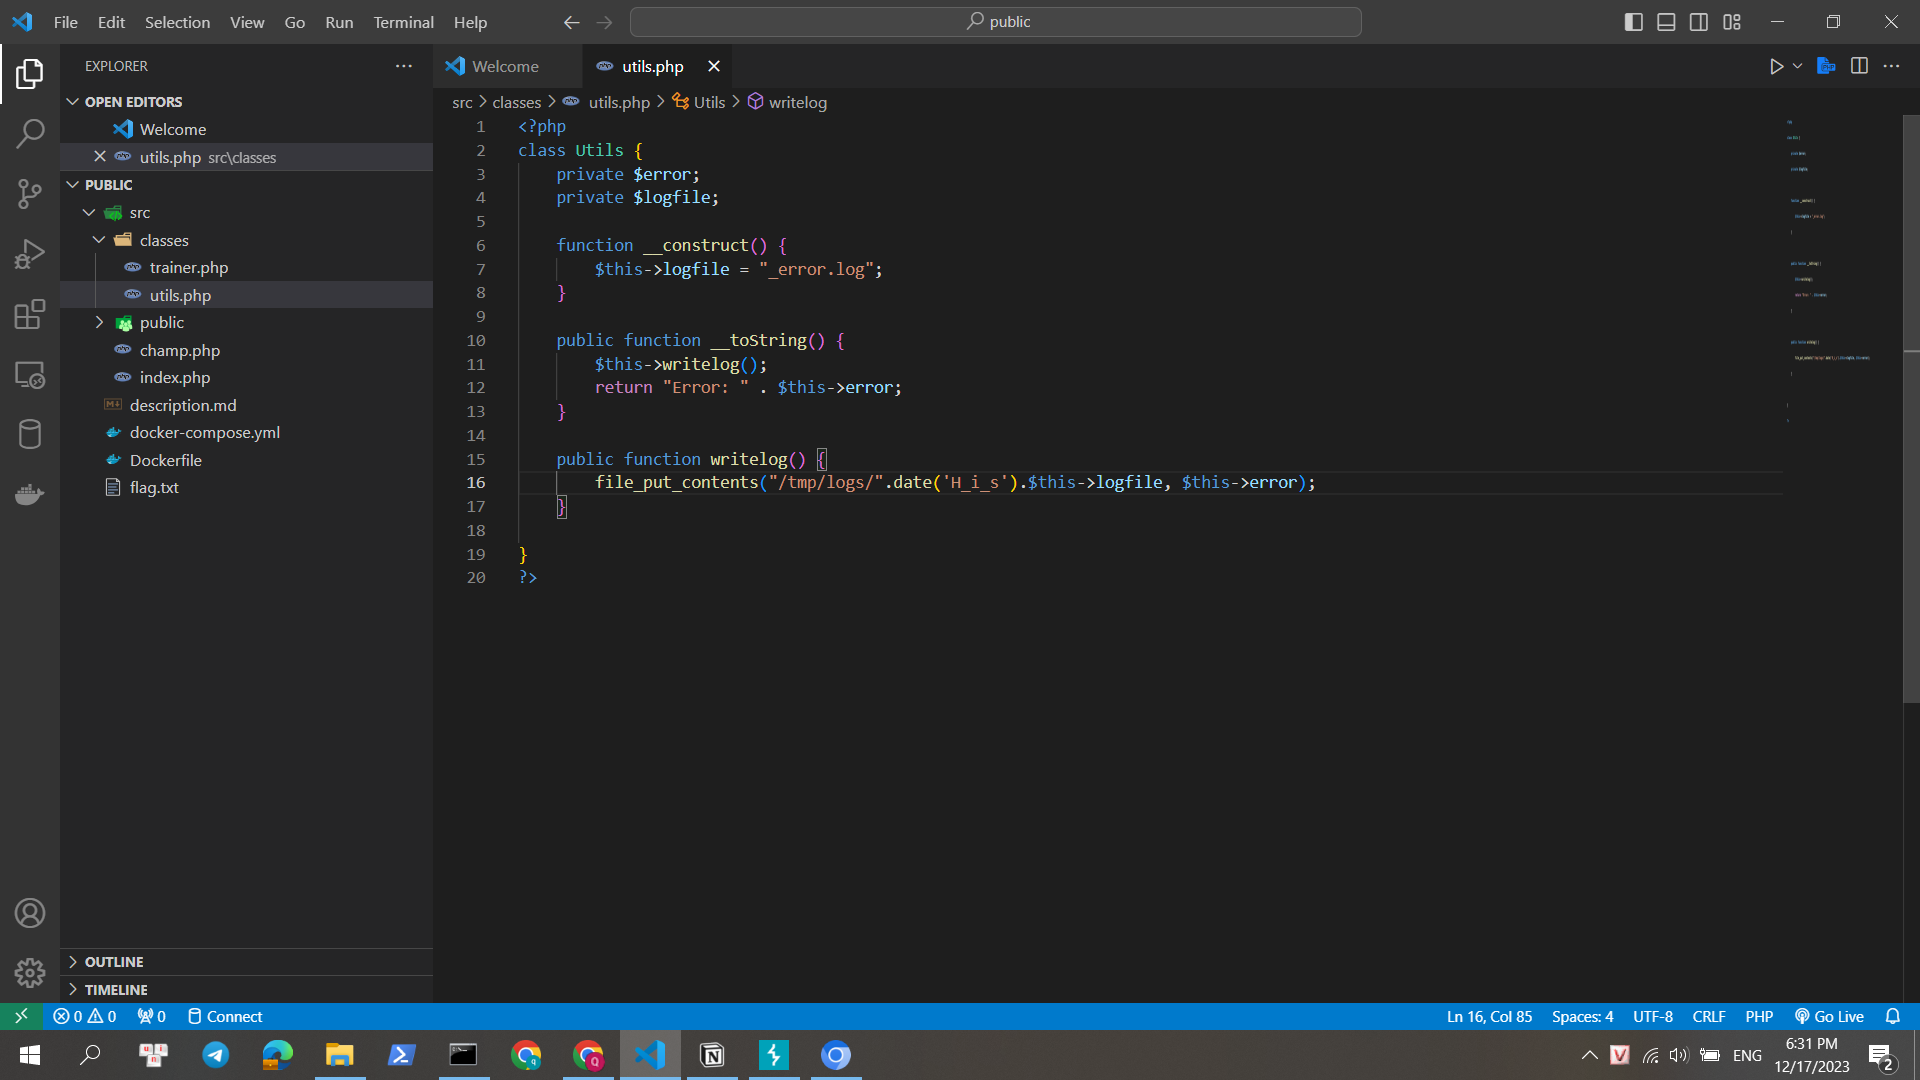 File Edit Selection View Go Run Terminal Help
public
EXPLORER
OPEN EDITORS
Welcome
utils.php src\classes
PUBLIC
src
classes
trainer.php
utils.php
public
champ.php
index.php
description.md
docker-compose.yml
Dockerfile
flag.txt
OUTLINE
TIMELINE
Welcome
utils.php
src > classes > utils.php > Utils > writelog
1 <?php
2 class Utils {
3 private $error;
4 private $logfile;
5
6 function __construct() {
7 $this->logfile = "_error.log";
8 }
9
10 public function __toString() {
11 $this->writelog();
12 return "Error: " . $this->error;
13 }
14
15 public function writelog() {
16 file_put_contents("/tmp/logs/".date('H_i_s').$this->logfile, $this->error);
17 }
18
19 }
20 ?>
0 0 0 Connect
Ln 16, Col 85 Spaces: 4 UTF-8 CRLF PHP Go Live
ENG
6:31 PM
12/17/2023
2